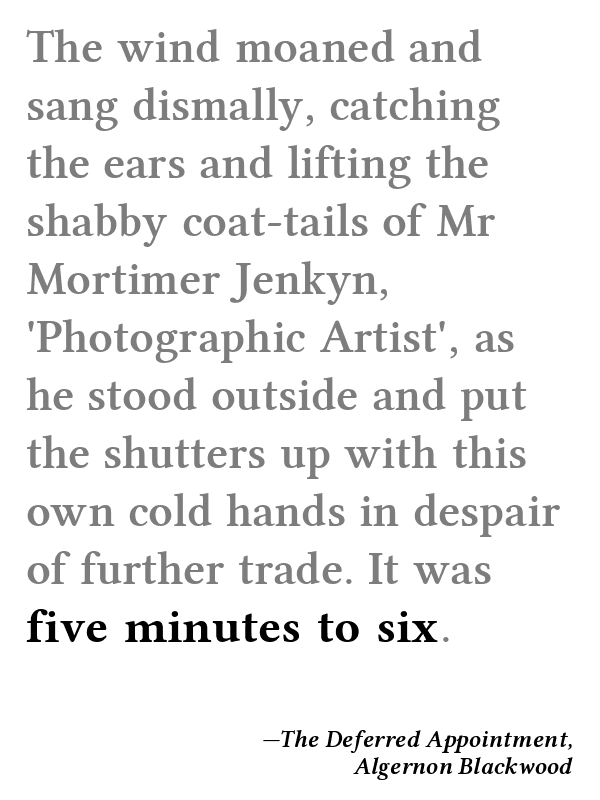 The wind moaned and
sang dismally, catching
the ears and lifting the
shabby coat-tails of Mr
Mortimer Jenkyn,
'Photographic Artist', as
he stood outside and put
the shutters up with this
own cold hands in despair
of further trade. It was
five minutes to six.
—The Deferred Appointment,
Algernon Blackwood